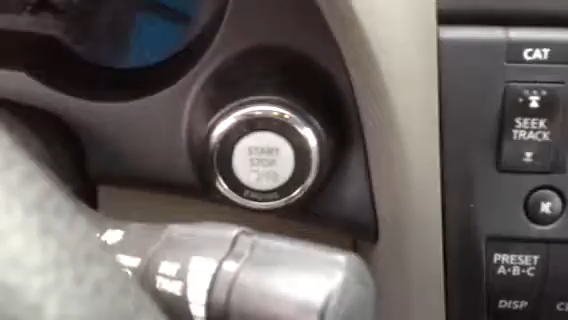 START
STOP
CAT
SEEK
TRACK
PRESET
A·B·C
DISP